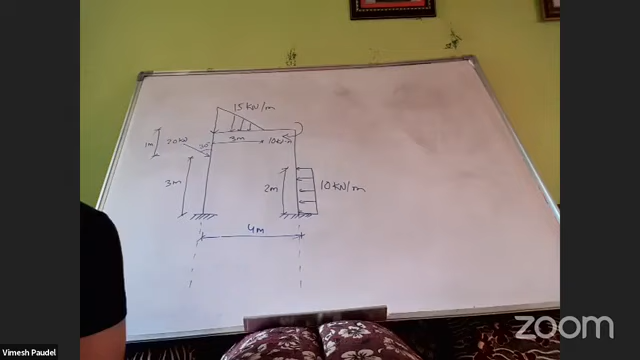 15 KN/m
3m
10KN-m
1m
20KN
30°
3m
2m
10 KN/m
4m
zoom
Vimesh Paudel